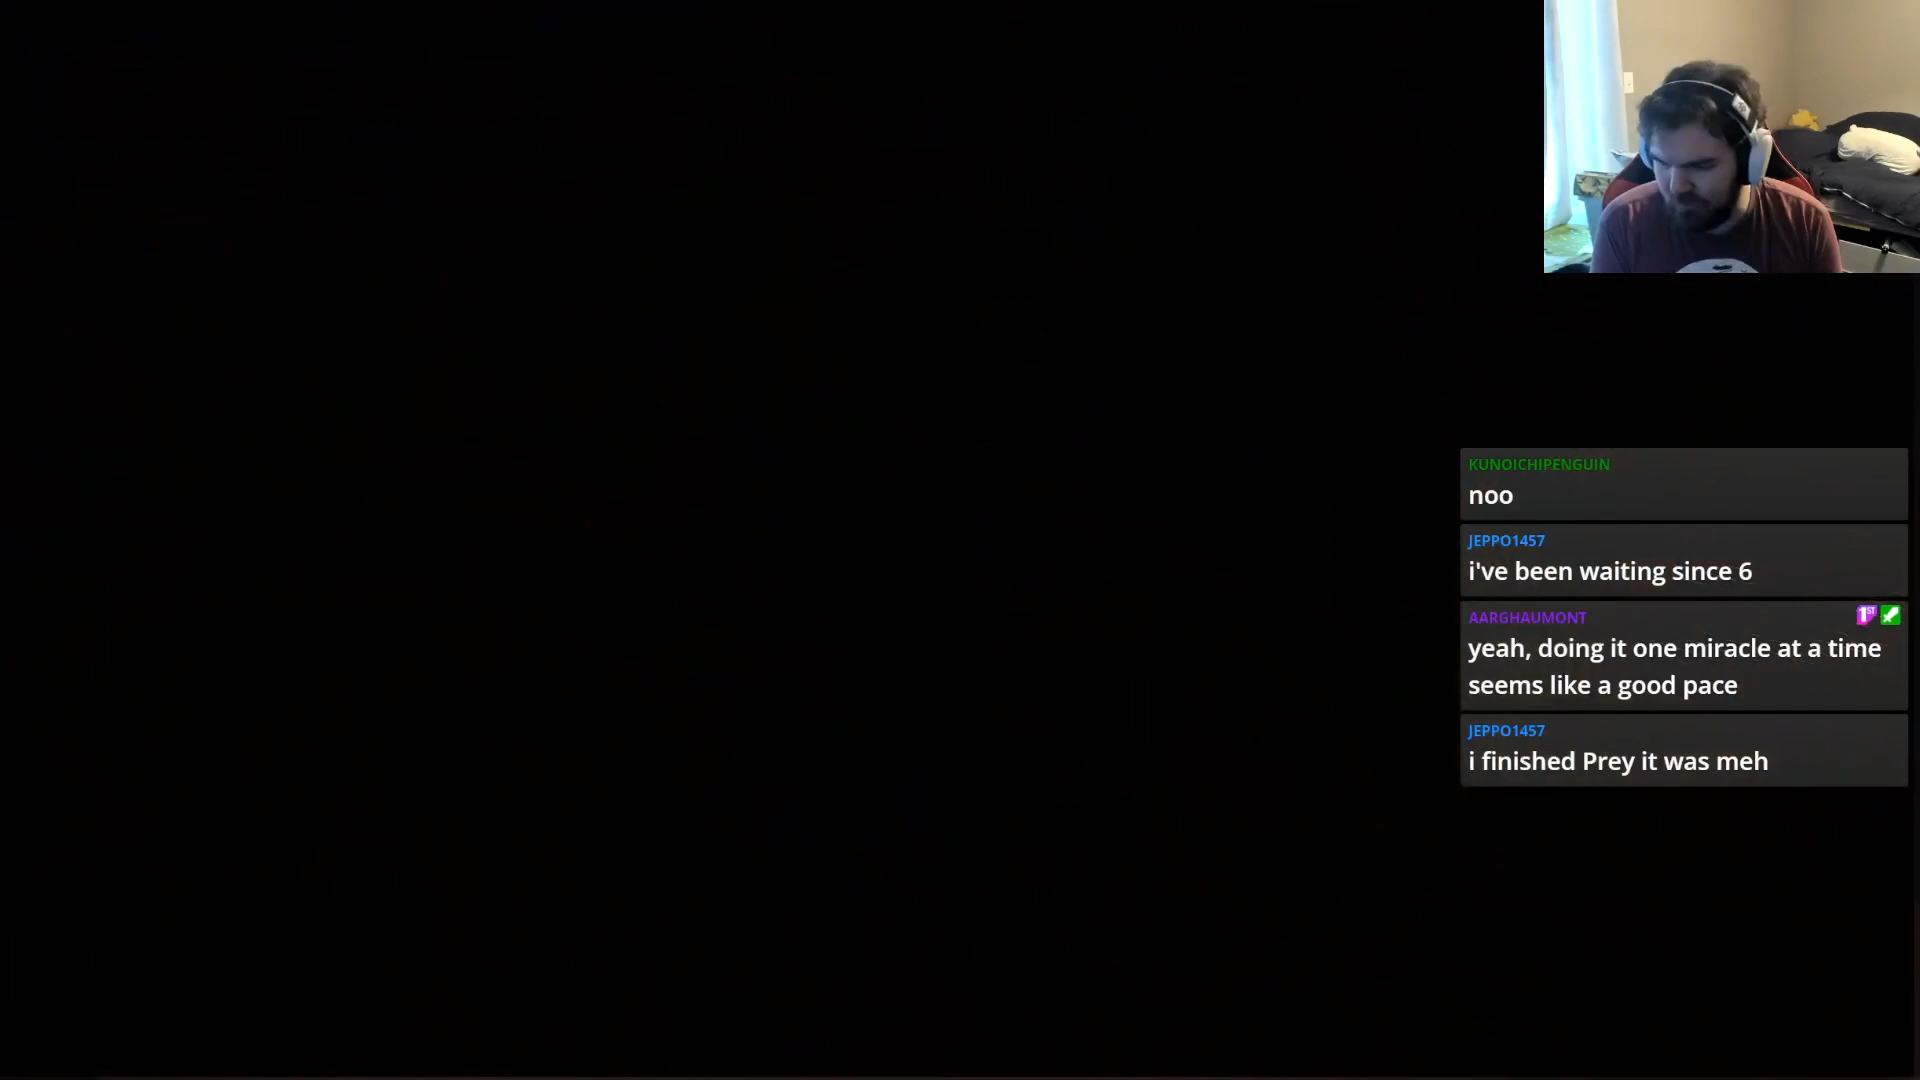 KUNOICHIPENGUIN
noo
JEPPO1457
i've been waiting since 6
AARGHAUMONT
1ST
yeah, doing it one miracle at a time
seems like a good pace
JEPPO1457
i finished Prey it was meh